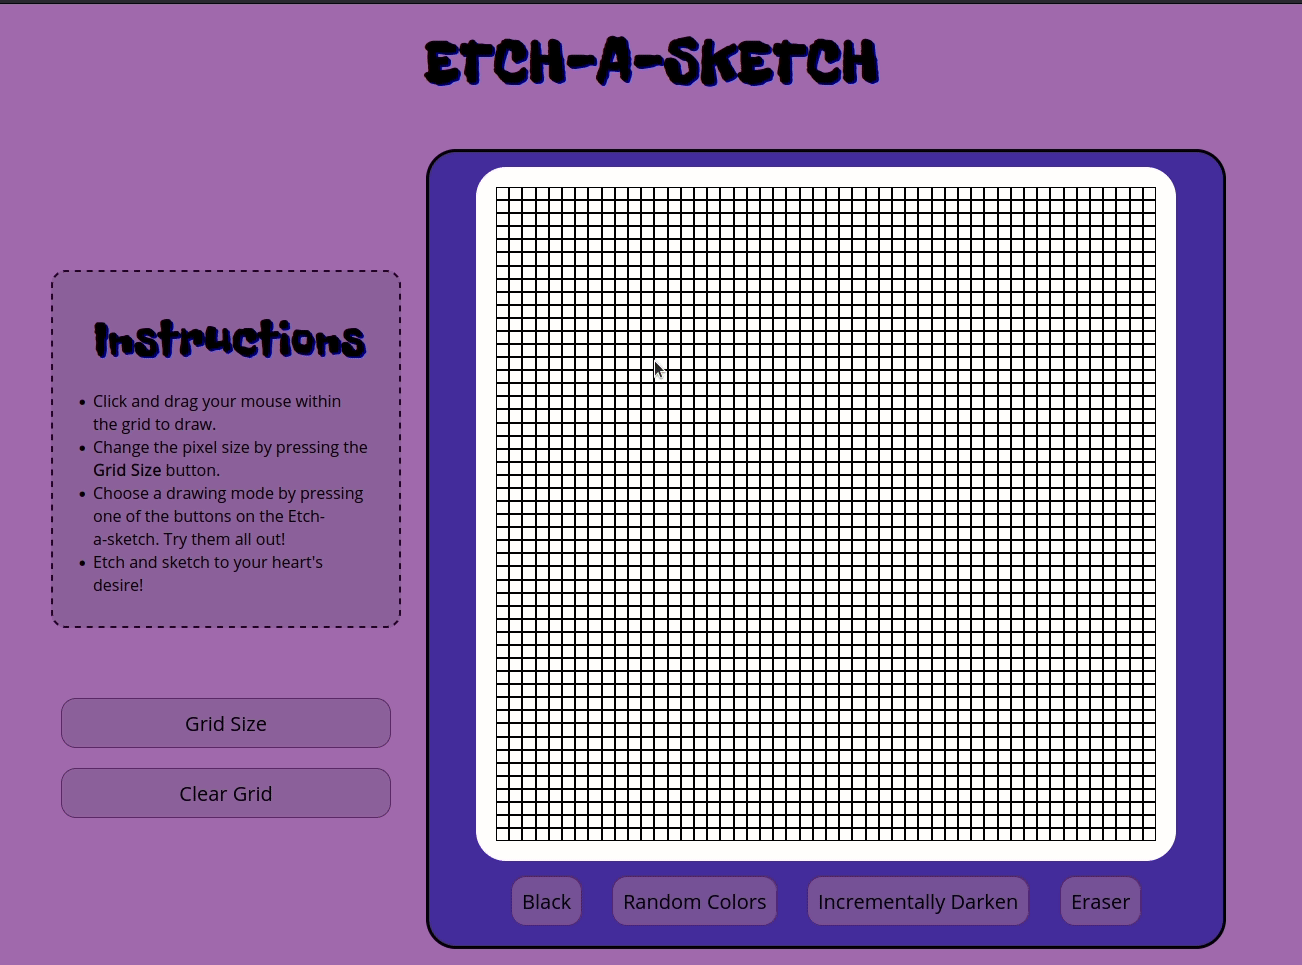 ETCH-A-SKETCH
Instructions
Click and drag your mouse within
the grid to draw.
Change the pixel size by pressing the
Grid Size button.
Choose a drawing mode by pressing
one of the buttons on the Etch-
a-sketch. Try them all out!
Etch and sketch to your heart's
desire!
Grid Size
Clear Grid
Black
Random Colors
Incrementally Darken
Eraser